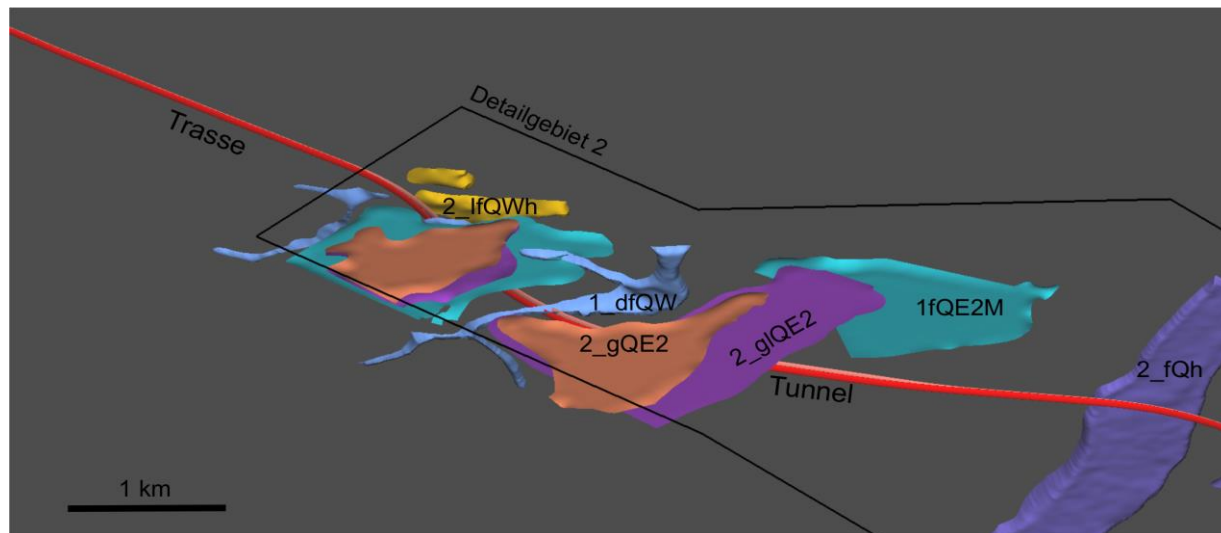 Detailgebiet 2
Trasse
2_lfQWh
1_dfQW
1fQE2M
2_gQE2
2_glQE2
2_fQh
Tunnel
1 km